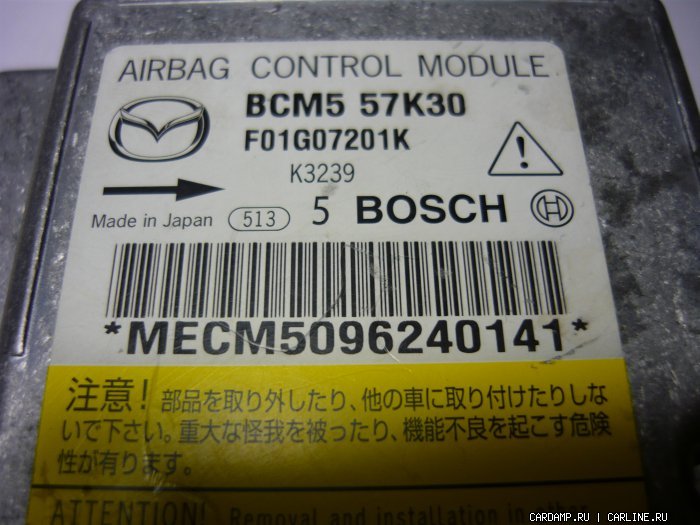 AIRBAG CONTROL MODULE
BCM5 57K30
F01G07201K
K3239
Made in Japan 513 5 BOSCH
*MECM5096240141*
注意! 部品を取り外したり、他の車に取り付けたりしな
いで下さい。重大な怪我を被ったり、機能不良を起こす危険
性が有ります。
ATTENTION! Removal and installation in
CARDAMP.RU | CARLINE.RU